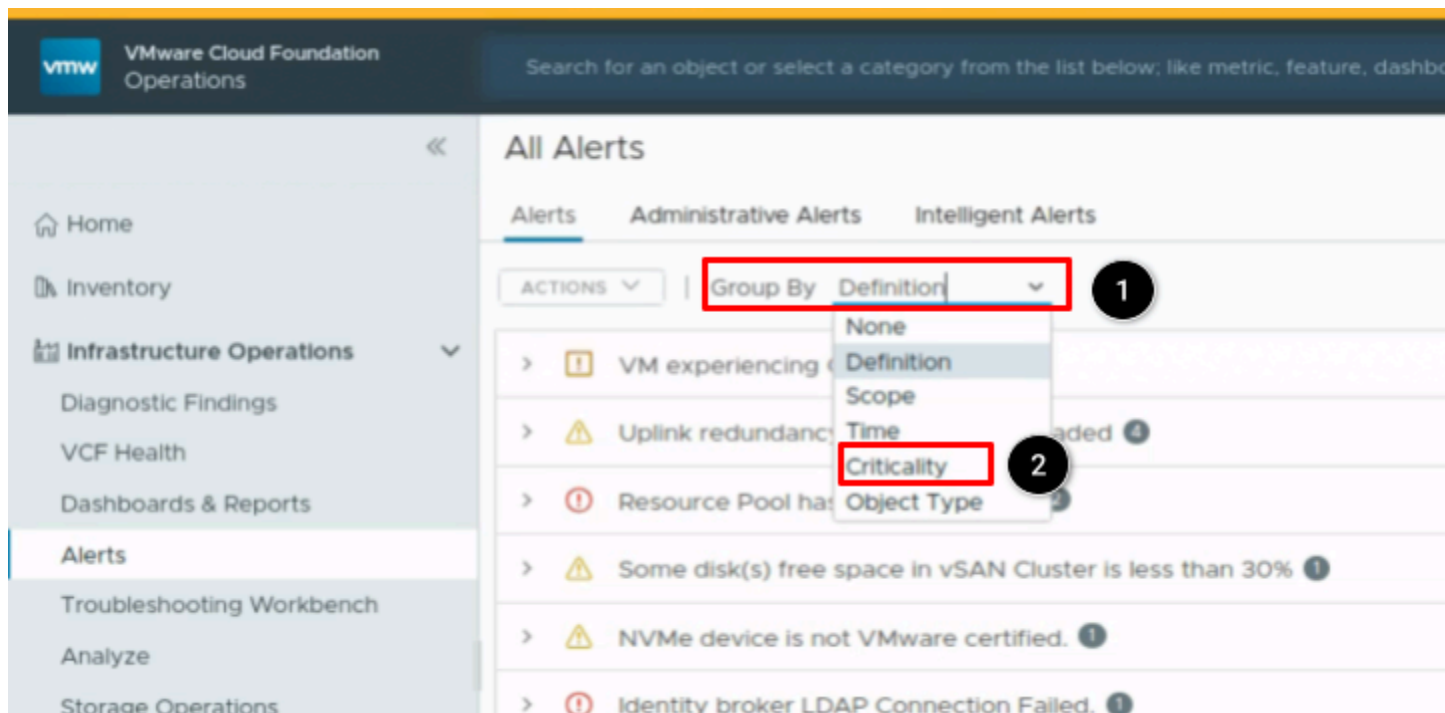 vmw
VMware Cloud Foundation
Operations
Search for an object or select a category from the list below; like metric, feature,
«
Home
Inventory
Infrastructure Operations
Diagnostic Findings
VCF Health
Dashboards & Reports
Alerts
Troubleshooting Workbench
Analyze
Storage Operations
All Alerts
Alerts Administrative Alerts Intelligent Alerts
ACTIONS | Group By Definition 1
None
Definition
Scope
Time
Criticality 2
Object Type
VM experiencing
Uplink redundancy 4
Resource Pool has
Some disk(s) free space in vSAN Cluster is less than 30% 1
NVMe device is not VMware certified. 1
Identity broker LDAP Connection Failed. 1